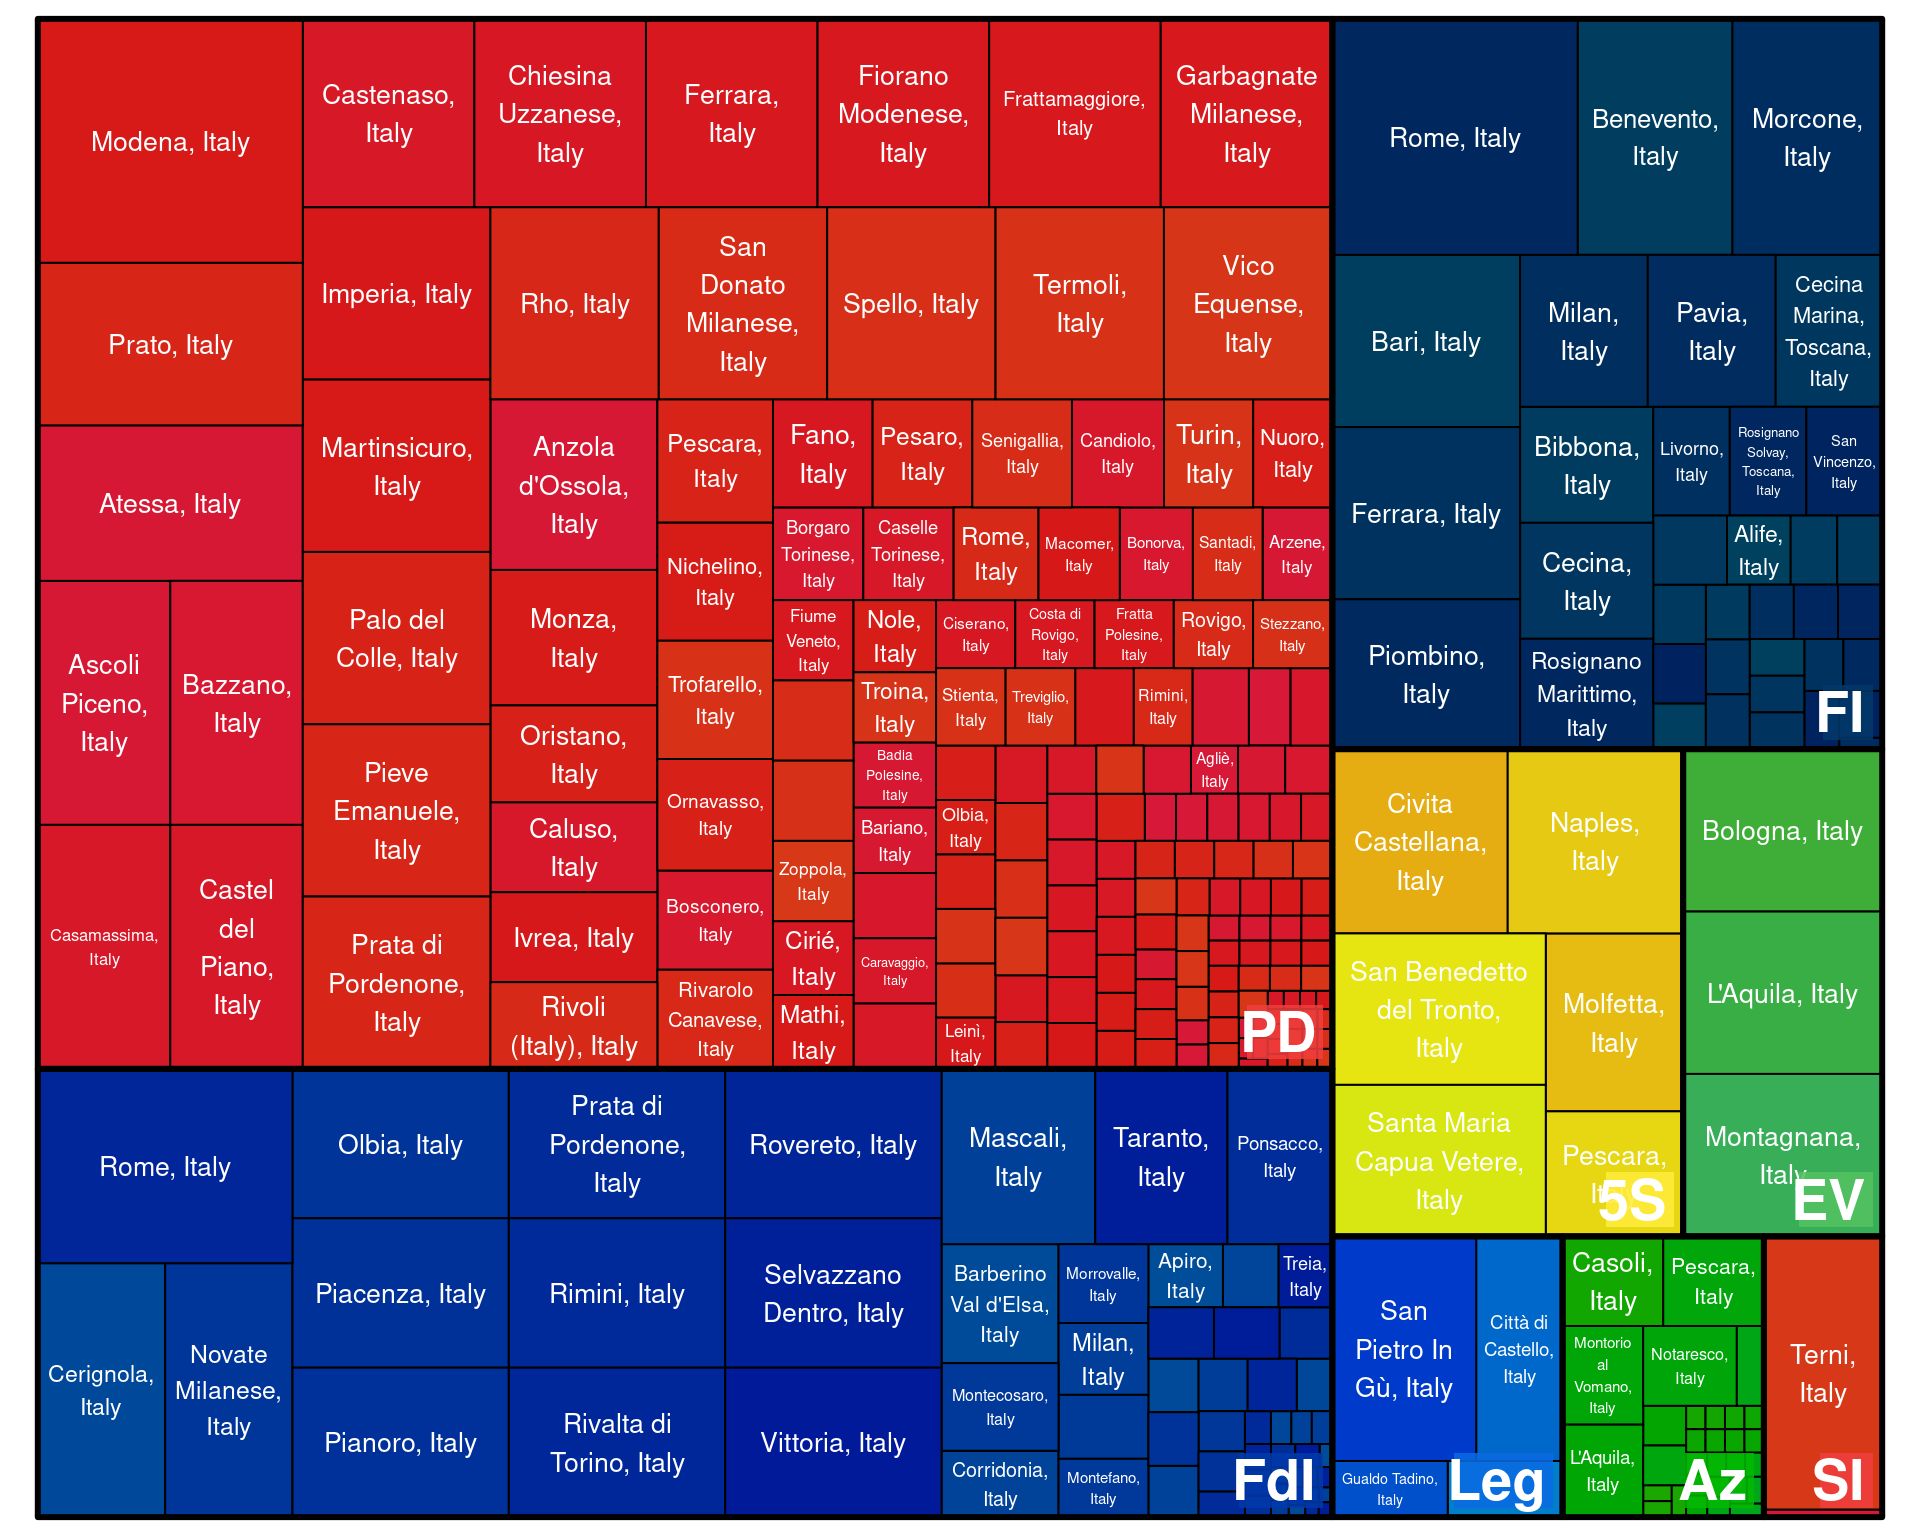 Modena, Italy
Castenaso,
Italy
Chiesina
Uzzanese,
Italy
Ferrara,
Italy
Fiorano
Modenese,
Italy
Frattamaggiore,
Italy
Garbagnate
Milanese,
Italy
Prato, Italy
Imperia, Italy
Rho, Italy
San
Donato
Milanese,
Italy
Spello, Italy
Termoli,
Italy
Vico
Equense,
Italy
Atessa, Italy
Martinsicuro,
Italy
Ascoli
Piceno,
Italy
Bazzano,
Italy
Palo del
Colle, Italy
Pieve
Emanuele,
Italy
Casamassima,
Italy
Castel
del
Piano,
Italy
Prata di
Pordenone,
Italy
Anzola
d'Ossola,
Italy
Monza,
Italy
Oristano,
Italy
Caluso,
Italy
Ivrea, Italy
Rivoli
(Italy), Italy
Pescara,
Italy
Nichelino,
Italy
Trofarello,
Italy
Ornavasso,
Italy
Bosconero,
Italy
Rivarolo
Canavese,
Italy
Fano,
Italy
Pesaro,
Italy
Senigallia,
Italy
Candiolo,
Italy
Turin,
Italy
Nuoro,
Italy
Borgaro
Torinese,
Italy
Caselle
Torinese,
Italy
Rome,
Italy
Macomer,
Italy
Bonorva,
Italy
Santadi,
Italy
Arzene,
Italy
Fiume
Veneto,
Italy
Nole,
Italy
Ciserano,
Italy
Costa di
Rovigo,
Italy
Fratta
Polesine,
Italy
Rovigo,
Italy
Stezzano,
Italy
Troina,
Italy
Stienta,
Italy
Treviglio,
Italy
Rimini,
Italy
Badia
Polesine,
Italy
Agliè,
Italy
Bariano,
Italy
Olbia,
Italy
Zoppola,
Italy
Cirié,
Italy
Caravaggio,
Italy
Mathi,
Italy
Leinì,
Italy
PD
Rome, Italy
Benevento,
Italy
Morcone,
Italy
Bari, Italy
Milan,
Italy
Pavia,
Italy
Cecina
Marina,
Toscana,
Italy
Ferrara, Italy
Bibbona,
Italy
Livorno,
Italy
Rosignano
Solvay,
Toscana,
Italy
San
Vincenzo,
Italy
Alife,
Italy
Cecina,
Italy
Piombino,
Italy
Rosignano
Marittimo,
Italy
FI
Civita
Castellana,
Italy
Naples,
Italy
San Benedetto
del Tronto,
Italy
Molfetta,
Italy
Santa Maria
Capua Vetere,
Italy
Pescara,
5S
Bologna, Italy
L'Aquila, Italy
Montagnana,
Italy
EV
Rome, Italy
Olbia, Italy
Prata di
Pordenone,
Italy
Rovereto, Italy
Cerignola,
Italy
Novate
Milanese,
Italy
Piacenza, Italy
Rimini, Italy
Selvazzano
Dentro, Italy
Pianoro, Italy
Rivalta di
Torino, Italy
Vittoria, Italy
Mascali,
Italy
Taranto,
Italy
Ponsacco,
Italy
Barberino
Val d'Elsa,
Italy
Morrovalle,
Italy
Apiro,
Italy
Treia,
Italy
Milan,
Italy
Montecosaro,
Italy
Corridonia,
Italy
Montefano,
Italy
FdI
San
Pietro In
Gù, Italy
Città di
Castello,
Italy
Gualdo Tadino,
Italy
Leg
Casoli,
Italy
Pescara,
Italy
Montorio
al
Vomano,
Italy
Notaresco,
Italy
L'Aquila,
Italy
Az
Terni,
Italy
SI